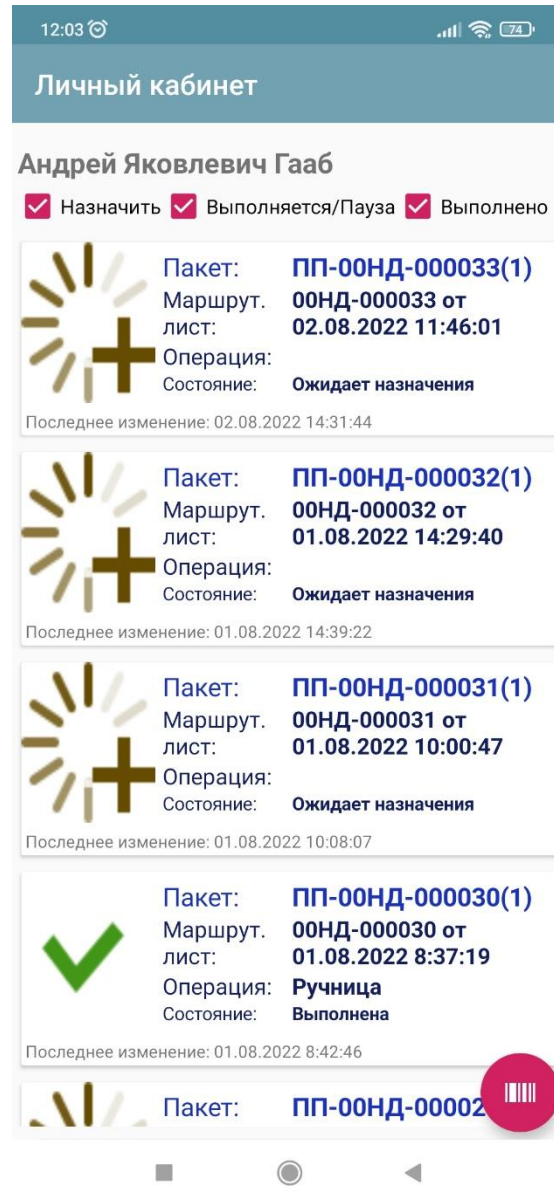 12:03
74
Личный кабинет
Андрей Яковлевич Гааб
Назначить Выполняется/Пауза Выполнено
Пакет: ПП-00НД-000033(1)
Маршрут. 00НД-000033 от
лист: 02.08.2022 11:46:01
Операция:
Состояние: Ожидает назначения
Последнее изменение: 02.08.2022 14:31:44
Пакет: ПП-00НД-000032(1)
Маршрут. 00НД-000032 от
лист: 01.08.2022 14:29:40
Операция:
Состояние: Ожидает назначения
Последнее изменение: 01.08.2022 14:39:22
Пакет: ПП-00НД-000031(1)
Маршрут. 00НД-000031 от
лист: 01.08.2022 10:00:47
Операция:
Состояние: Ожидает назначения
Последнее изменение: 01.08.2022 10:08:07
Пакет: ПП-00НД-000030(1)
Маршрут. 00НД-000030 от
лист: 01.08.2022 8:37:19
Операция: Ручница
Состояние: Выполнена
Последнее изменение: 01.08.2022 8:42:46
Пакет: ПП-00НД-00002